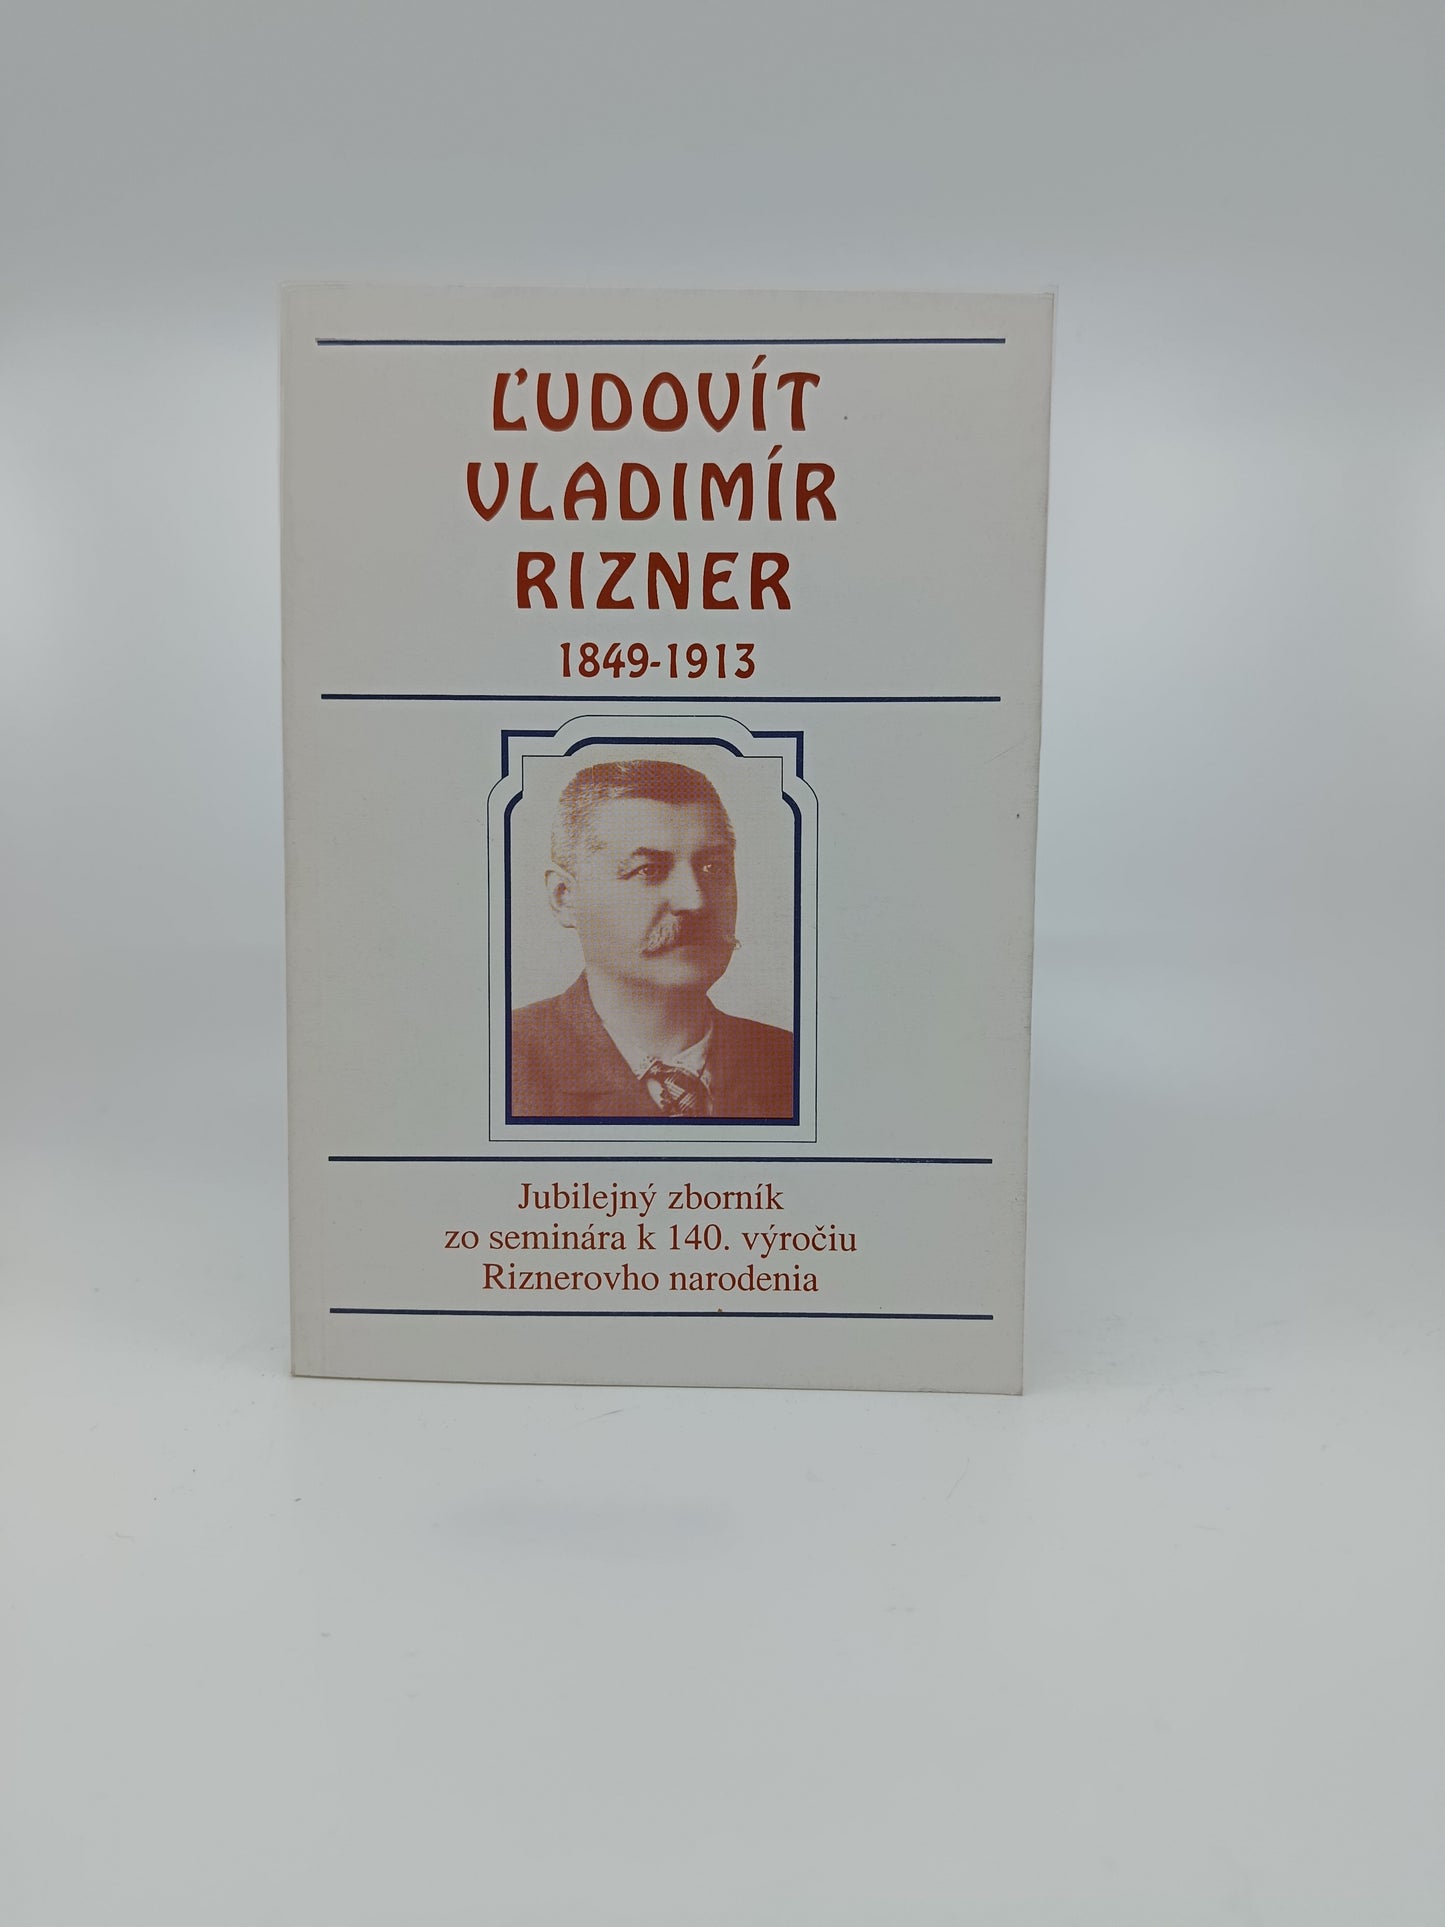 ĽUDOVÍT
VLADIMÍR
RIZNER
1849-1913
Jubilejný zborník
zo seminára k 140. výročiu
Riznerovho narodenia